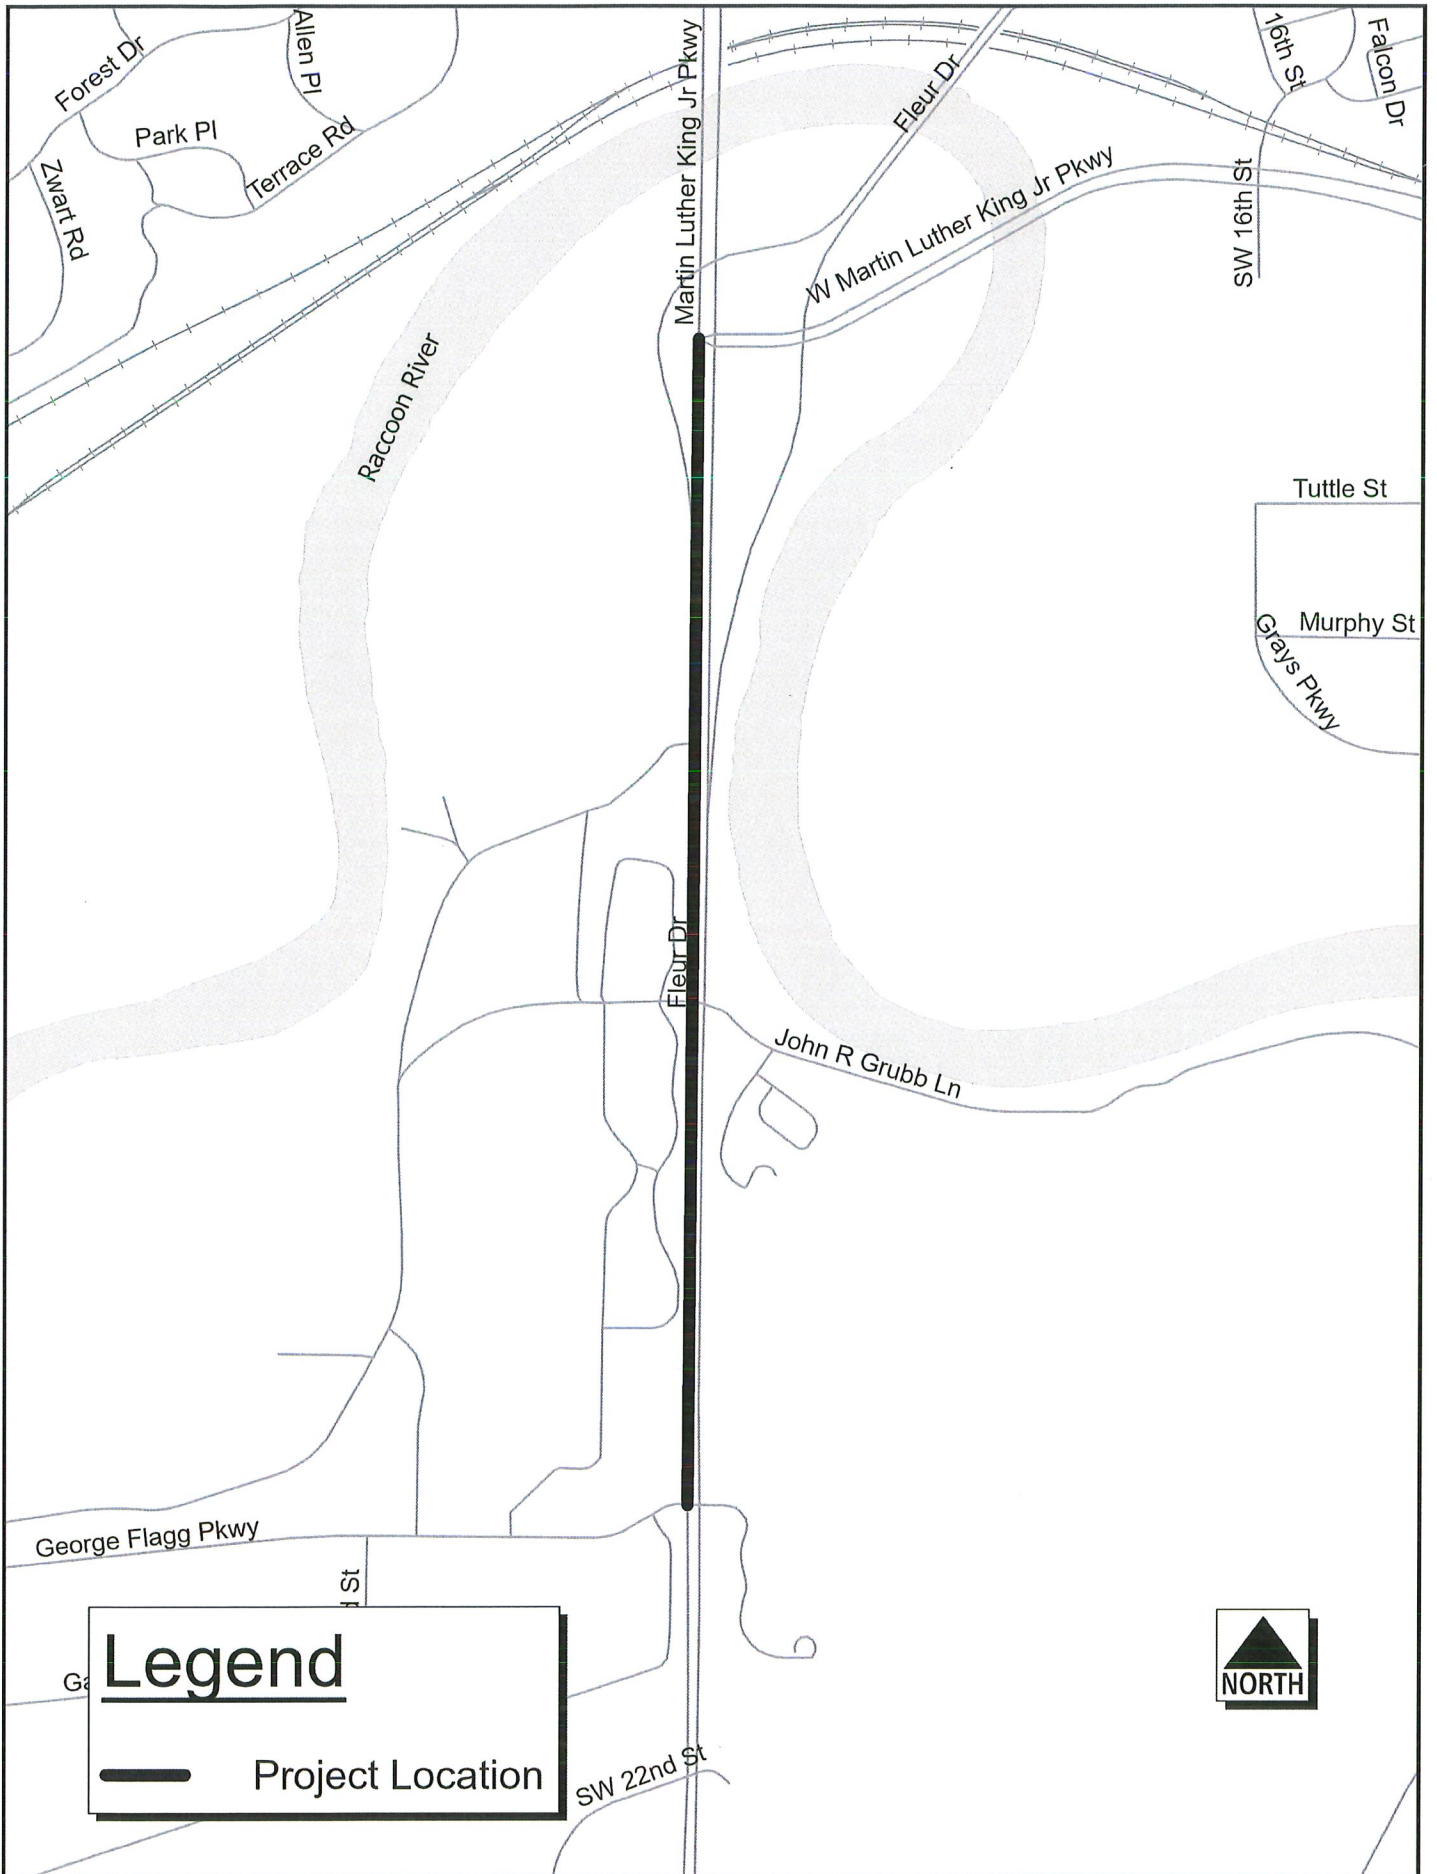 Forest Dr
Allen Pl
Martin Luther King Jr Pkwy
Fleur Dr
16th St
Falcon Dr
Park Pl
Terrace Rd
Zwart Rd
W Martin Luther King Jr Pkwy
SW 16th St
Raccoon River
Tuttle St
Murphy St
Grays Pkwy
Fleur Dr
John R Grubb Ln
George Flagg Pkwy
St
Legend
Project Location
NORTH
SW 22nd St